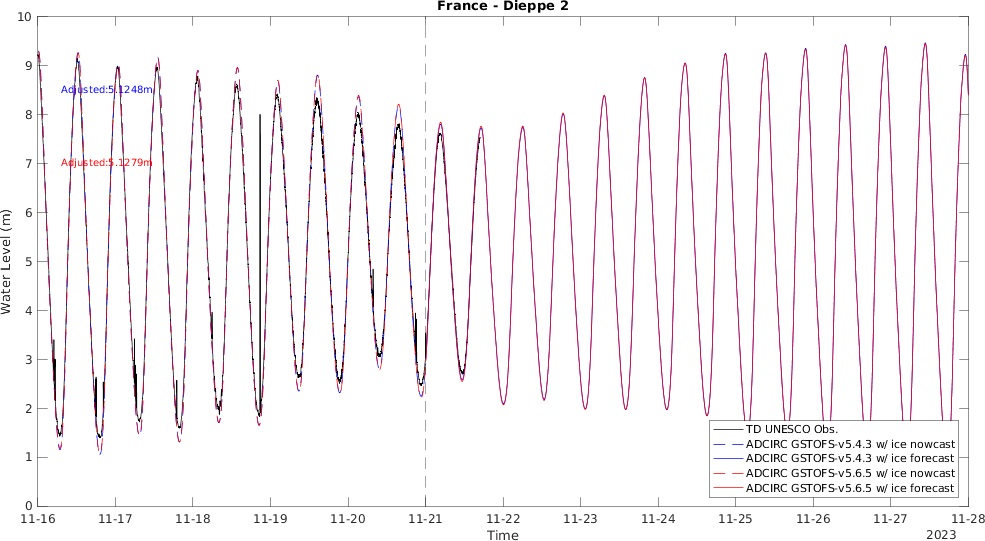 France - Dieppe 2
10
9
8
7
6
5
4
3
2
1
0
Water Level (m)
Adjusted:5.1248m
Adjusted:5.1279m
TD UNESCO Obs.
ADCIRC GSTOFS-v5.4.3 w/ ice nowcast
ADCIRC GSTOFS-v5.4.3 w/ ice forecast
ADCIRC GSTOFS-v5.6.5 w/ ice nowcast
ADCIRC GSTOFS-v5.6.5 w/ ice forecast
11-16 11-17 11-18 11-19 11-20 11-21 11-22 11-23 11-24 11-25 11-26 11-27 11-28
Time
2023